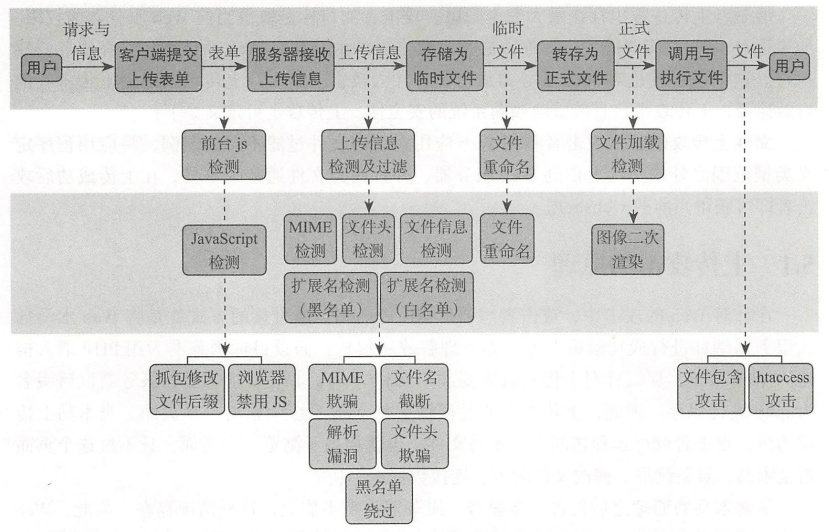 请求与
信息
表单
上传信息
临时
文件
正式
文件
文件
用户
客户端提交
上传表单
服务器接收
上传信息
存储为
临时文件
转存为
正式文件
调用与
执行文件
用户
前台 js
检测
上传信息
检测及过滤
文件
重命名
文件加载
检测
JavaScript
检测
MIME
检测
文件头
检测
文件信息
检测
文件
重命名
图像二次
渲染
扩展名检测
（黑名单）
扩展名检测
（白名单）
抓包修改
文件后缀
浏览器
禁用 JS
MIME
欺骗
文件名
截断
文件包含
攻击
.htaccess
攻击
解析
漏洞
文件头
欺骗
黑名单
绕过